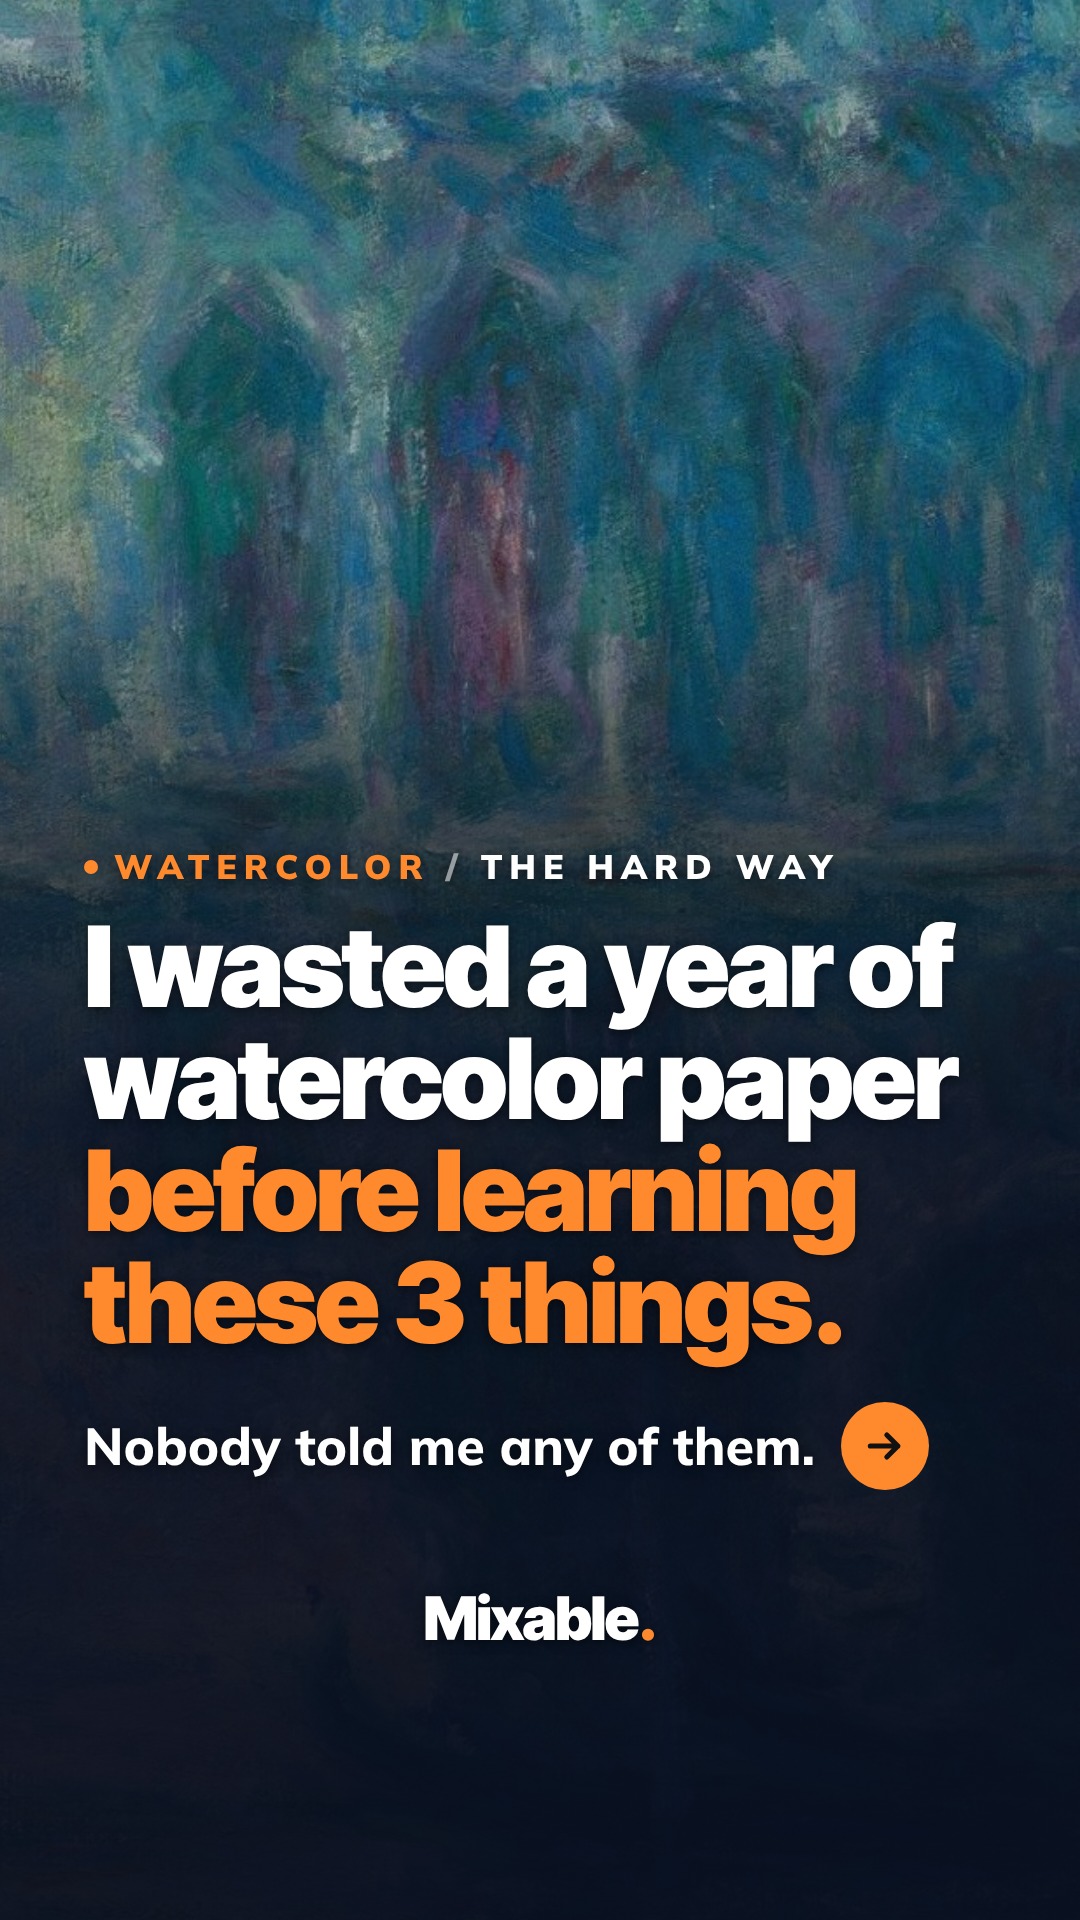 • WATERCOLOR / THE HARD WAY
I wasted a year of
watercolor paper
before learning
these 3 things.
Nobody told me any of them. →
Mixable.